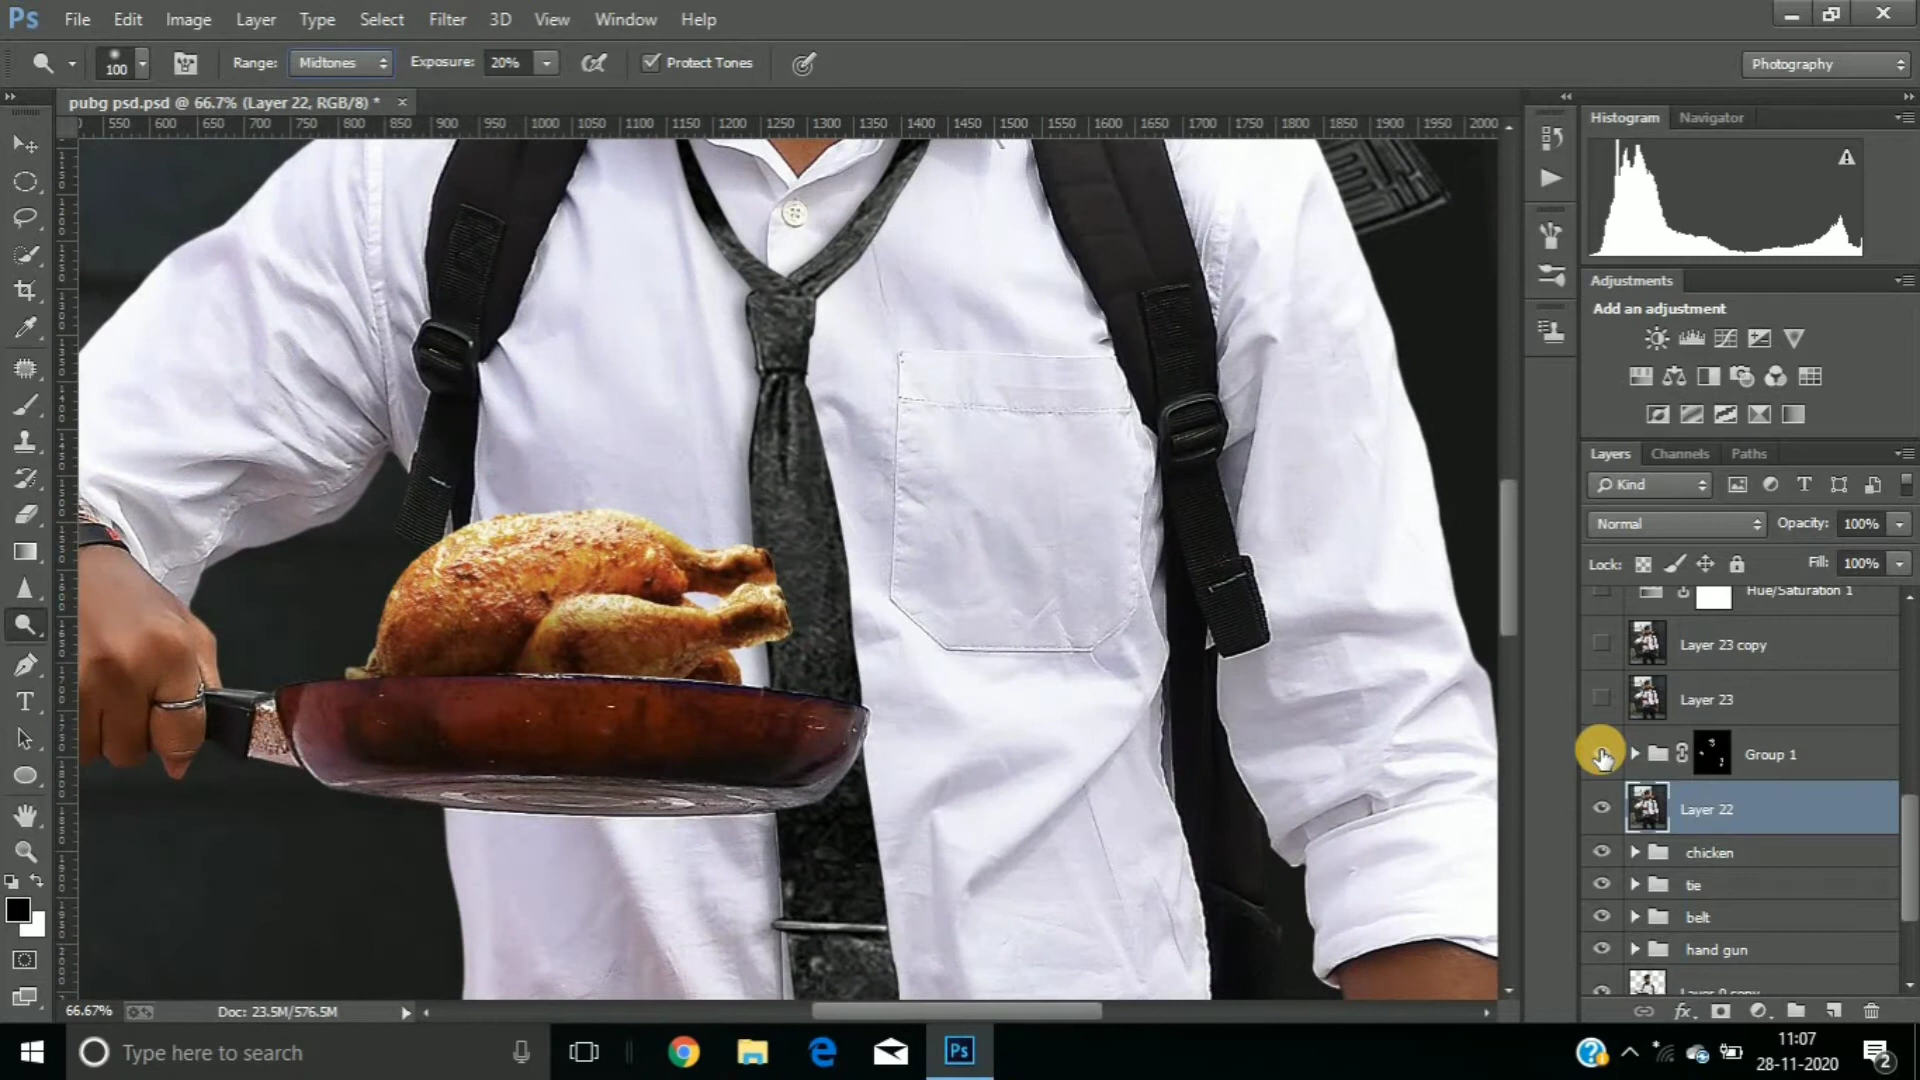 Ps File Edit Image Layer Type Select Filter 3D View Window Help
100 Range: Midtones Exposure: 20% Protect Tones Photography
pubg psd.psd @ 66.7% (Layer 22, RGB/8) *
550 600 650 700 750 800 850 900 950 1000 1050 1100 1150 1200 1250 1300 1350 1400 1450 1500 1550 1600 1650 1700 1750 1800 1850 1900 1950 2000
Histogram Navigator
Adjustments
Add an adjustment
Layers Channels Paths
Kind
Normal Opacity: 100%
Lock: Fill: 100%
Hue/Saturation 1
Layer 23 copy
Layer 23
Group 1
Layer 22
chicken
tie
belt
hand gun
Layer 0 copy
66.67% Doc: 23.5M/576.5M
Type here to search
Ps
11:07
28-11-2020
2